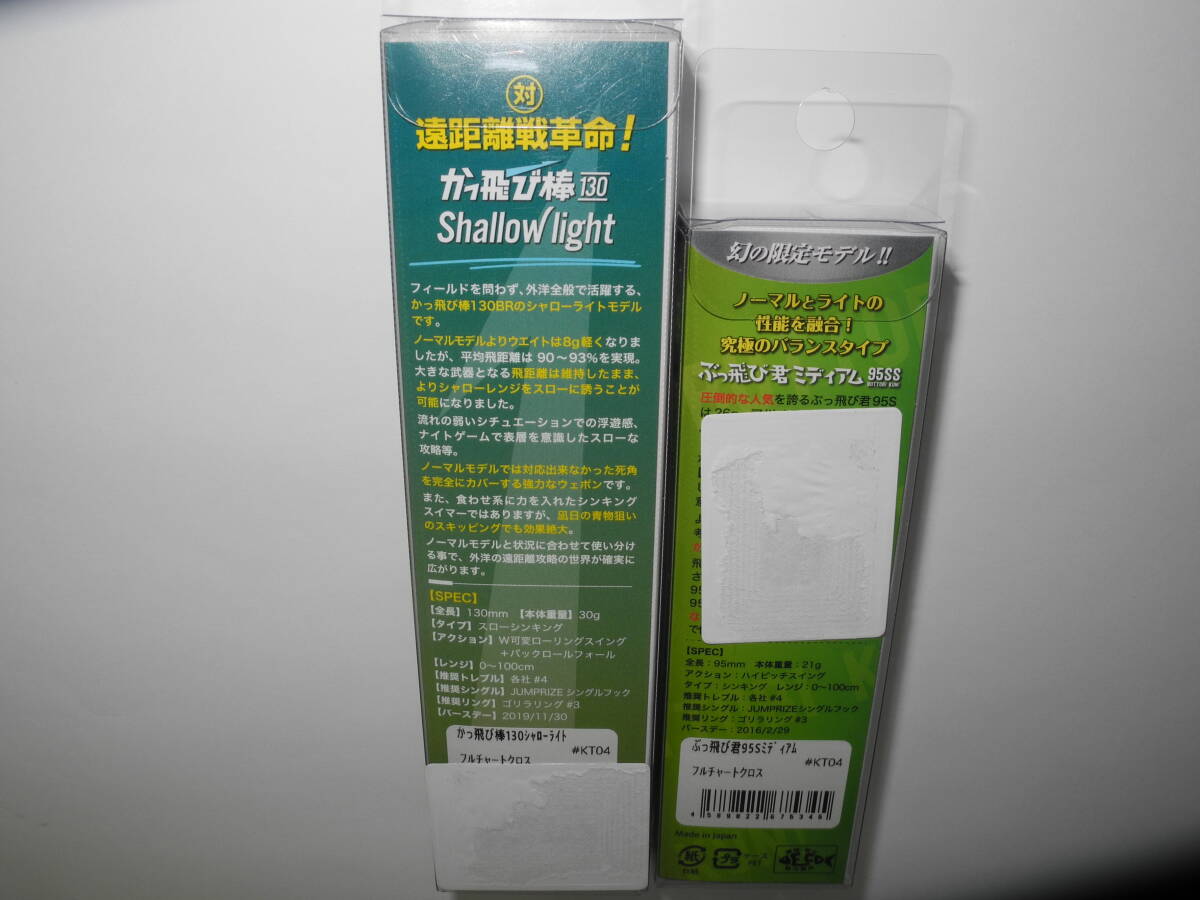 対
遠距離戦革命!
かっ飛び棒130
Shallow light
フィールドを問わず、外洋全般で活躍する、
かっ飛び棒130BRのシャローライトモデル
です。
ノーマルモデルよりウエイトは8g軽くなりま
したが、平均飛距離は90〜93%を実現。
大きな武器となる飛距離は維持したまま、
よりシャローレンジをスローに誘うことが
可能になりました。
流れの弱いシチュエーションでの浮遊感、
ナイトゲームで表層を意識したスローな
攻略等。
ノーマルモデルでは対応出来なかった死角
を完全にカバーする強力なウェポンです。
また、食わせ系に力を入れたシンキング
スイマーではありますが、凪日の青物狙い
のスキッピングでも効果絶大。
ノーマルモデルと状況に合わせて使い分け
る事で、外洋の遠距離攻略の世界が確実に
広がります。
【SPEC】
【全長】130mm 【本体重量】30g
【タイプ】スローシンキング
【アクション】W可変ローリングスイング
+バックロールフォール
【レンジ】0〜100cm
【推奨トレブル】各社 #4
【推奨シングル】JUMPRIZE シングルフック
【推奨リング】ゴリラリング #3
【バースデー】2019/11/30
かっ飛び棒130シャローライト
#KT04
フルチャートクロス
幻の限定モデル!!
ノーマルとライトの
性能を融合!
究極のバランスタイプ
ぶっ飛び君ミディアム 95SS
BUTTOBI KUN!
圧倒的な人気を誇るぶっ飛び君95S
[SPEC]
全長:95mm 本体重量:21g
アクション:ハイピッチスイング
タイプ:シンキング レンジ:0〜100cm
推奨トレブル:各社 #4
推奨シングル:JUMPRIZEシングルフック
推奨リング:ゴリラリング #3
バースデー:2016/2/29
ぶっ飛び君95Sミディアム
#KT04
フルチャートクロス
4 589822 675346
Made in Japan
紙
台紙
プラ
ケース
PET